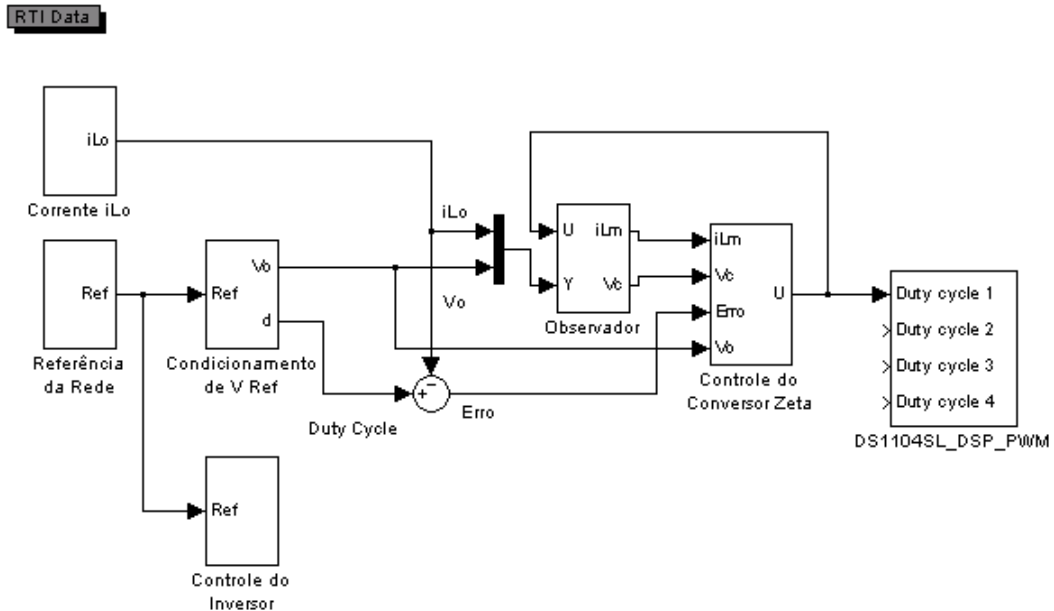 RTI Data
iLo
Corrente iLo
Ref
Referência
da Rede
Ref
Vo
d
Condicionamento
de V Ref
Duty Cycle
iLo
Vo
+
−
Erro
U
Y
iLm
Vc
Observador
iLm
Vc
Erro
Vo
U
Controle do
Conversor Zeta
Duty cycle 1
Duty cycle 2
Duty cycle 3
Duty cycle 4
DS1104SL_DSP_PWM
Ref
Controle do
Inversor